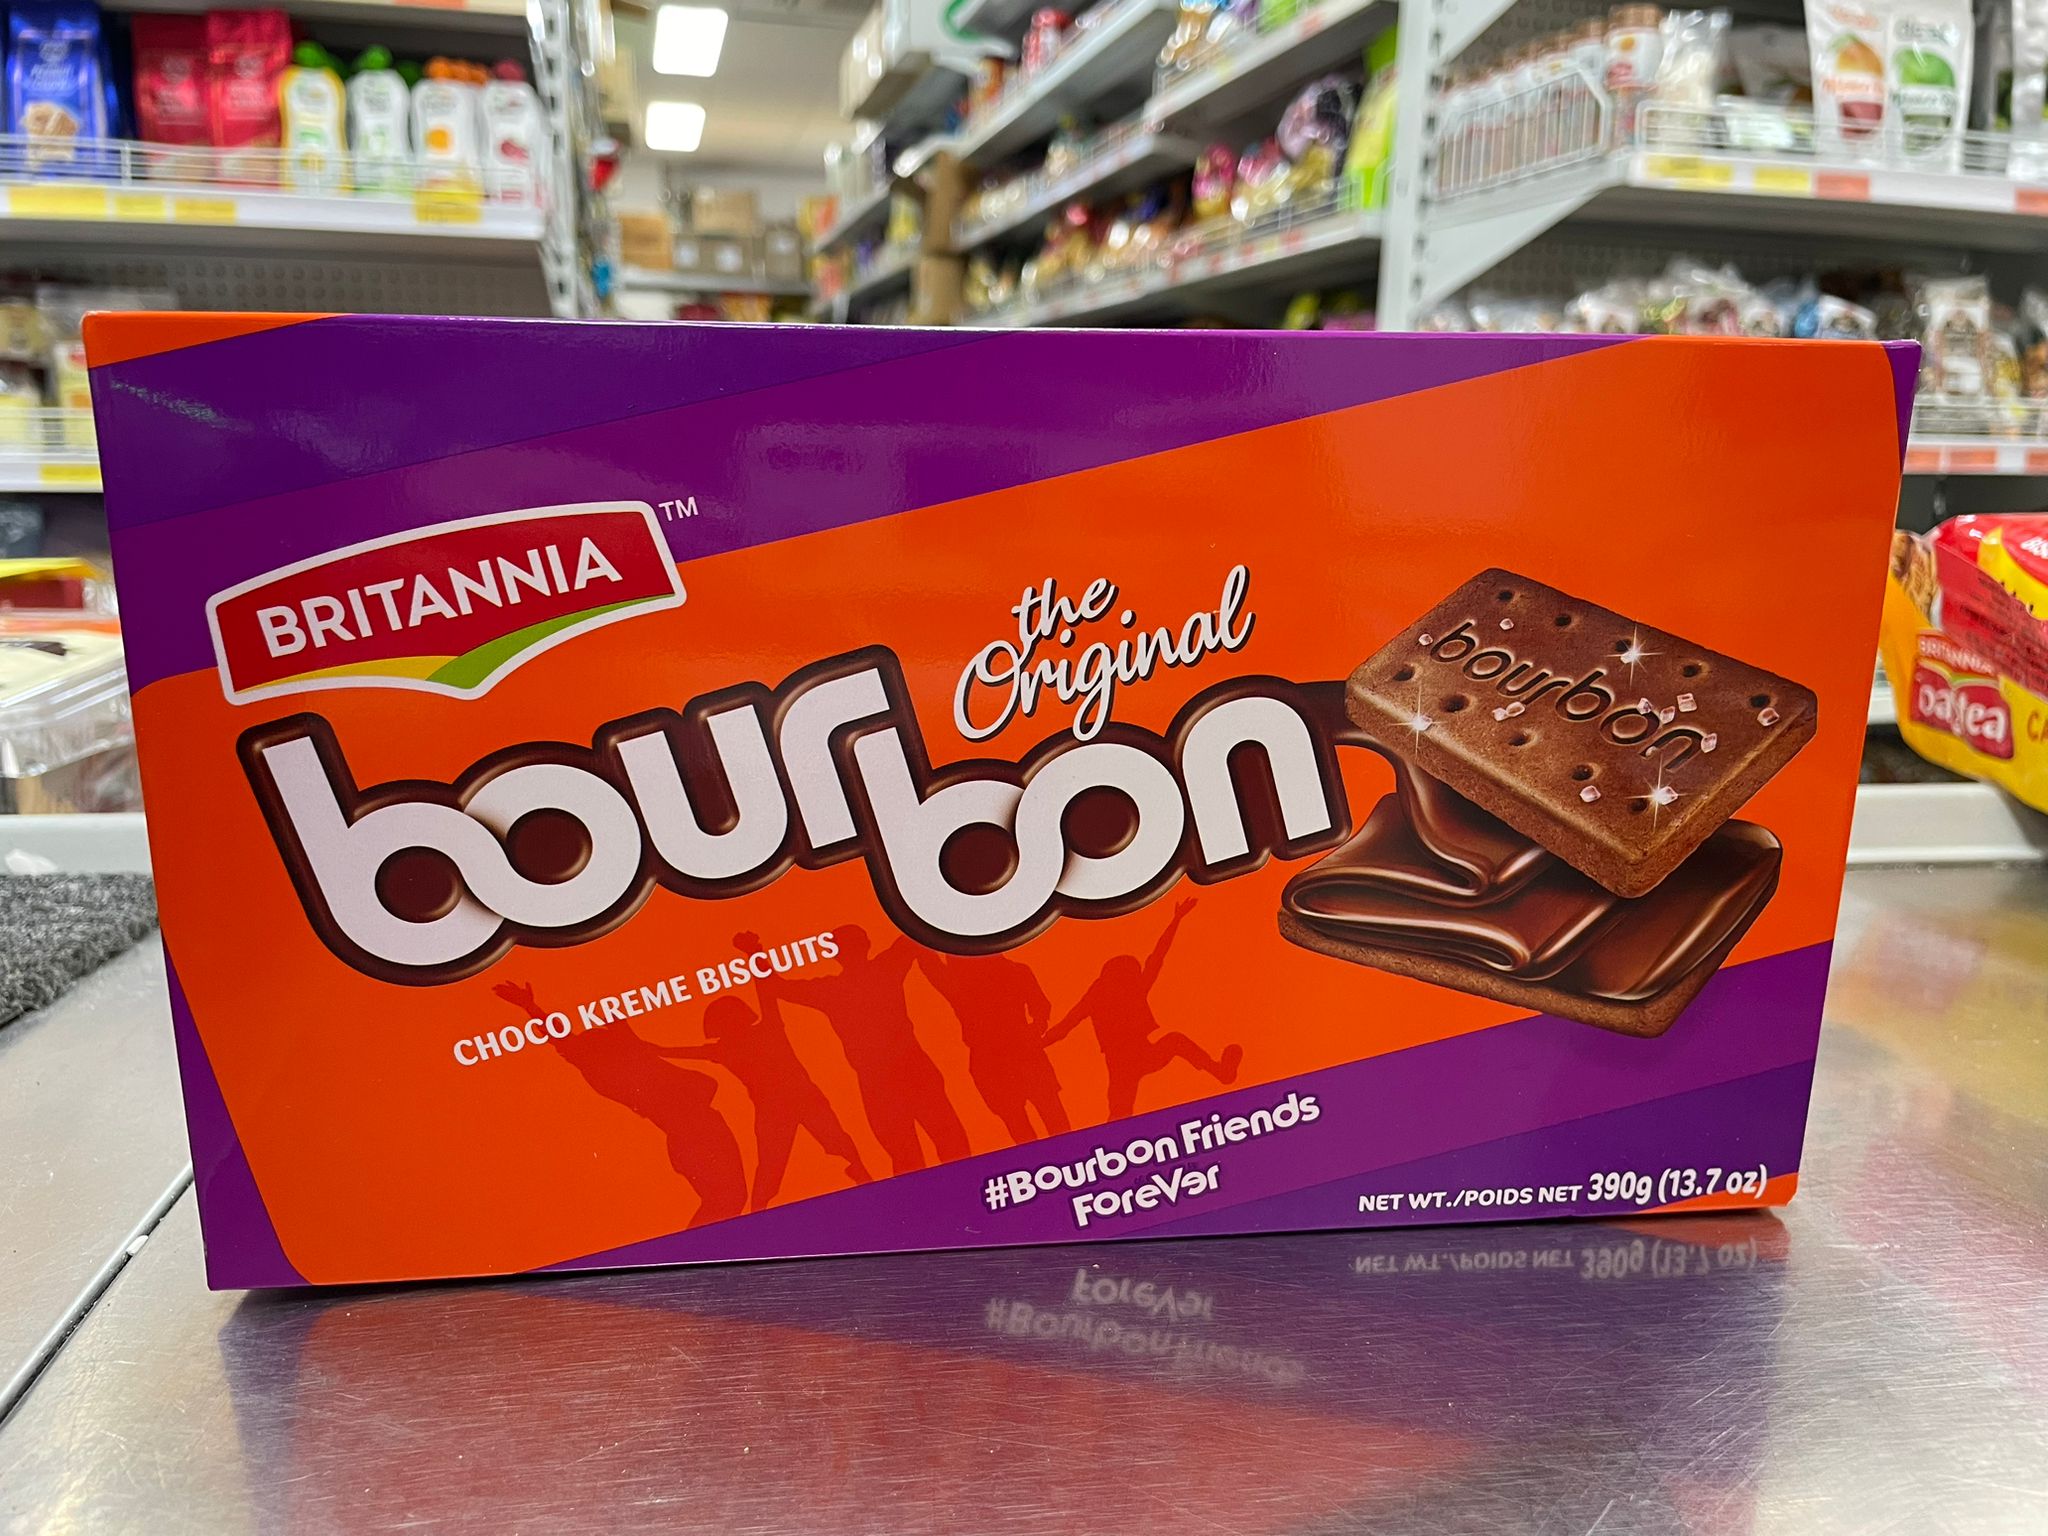 BRITANNIA
TM
the
Original
bourbon
bourbon
CHOCO KREME BISCUITS
#Bourbon Friends
ForeVer
NET WT./POIDS NET 390g (13.7 oz)
BRITANNIA